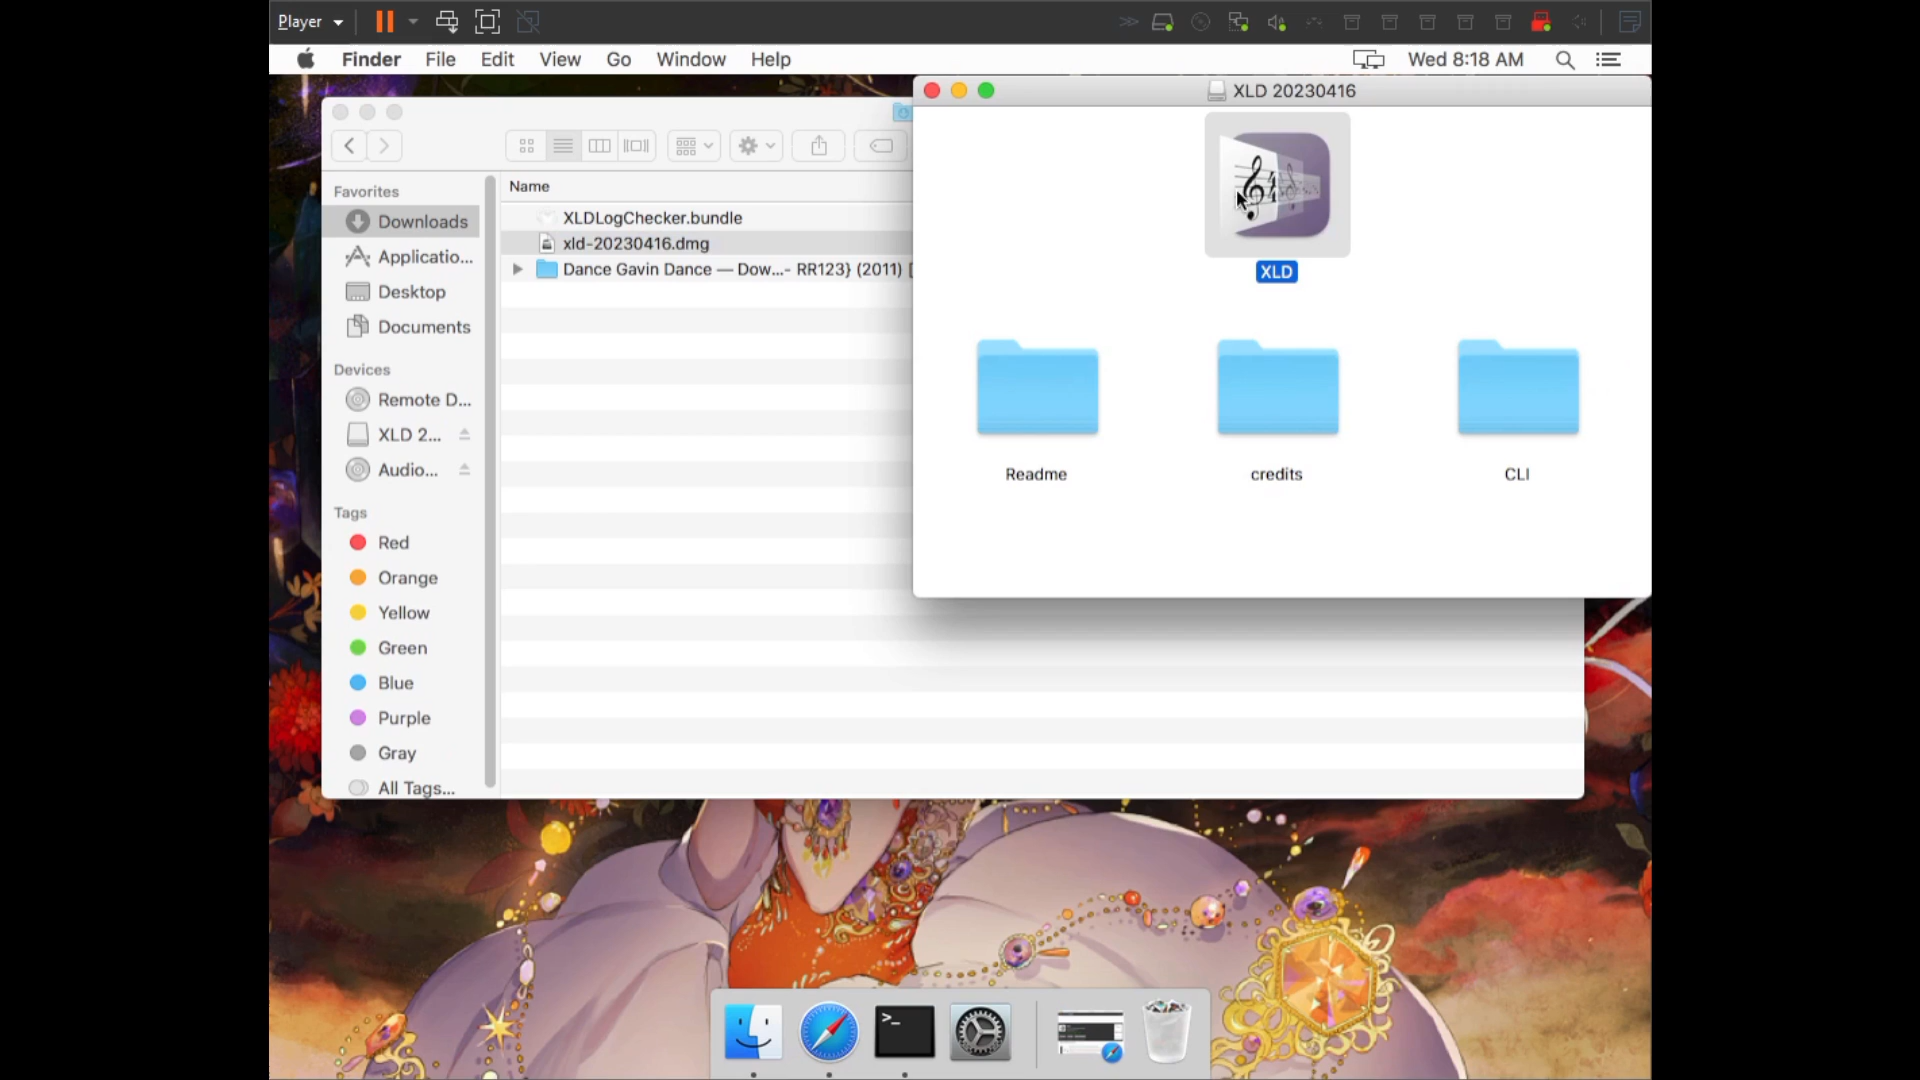 Player
Finder File Edit View Go Window Help Wed 8:18 AM
XLD 20230416
Name
Favorites
Downloads
Applicatio...
Desktop
Documents
Devices
Remote D...
XLD 2...
Audio...
Tags
Red
Orange
Yellow
Green
Blue
Purple
Gray
All Tags...
XLDLogChecker.bundle
xld-20230416.dmg
Dance Gavin Dance — Dow...- RR123} (2011) [
XLD
Readme
credits
CLI
>_